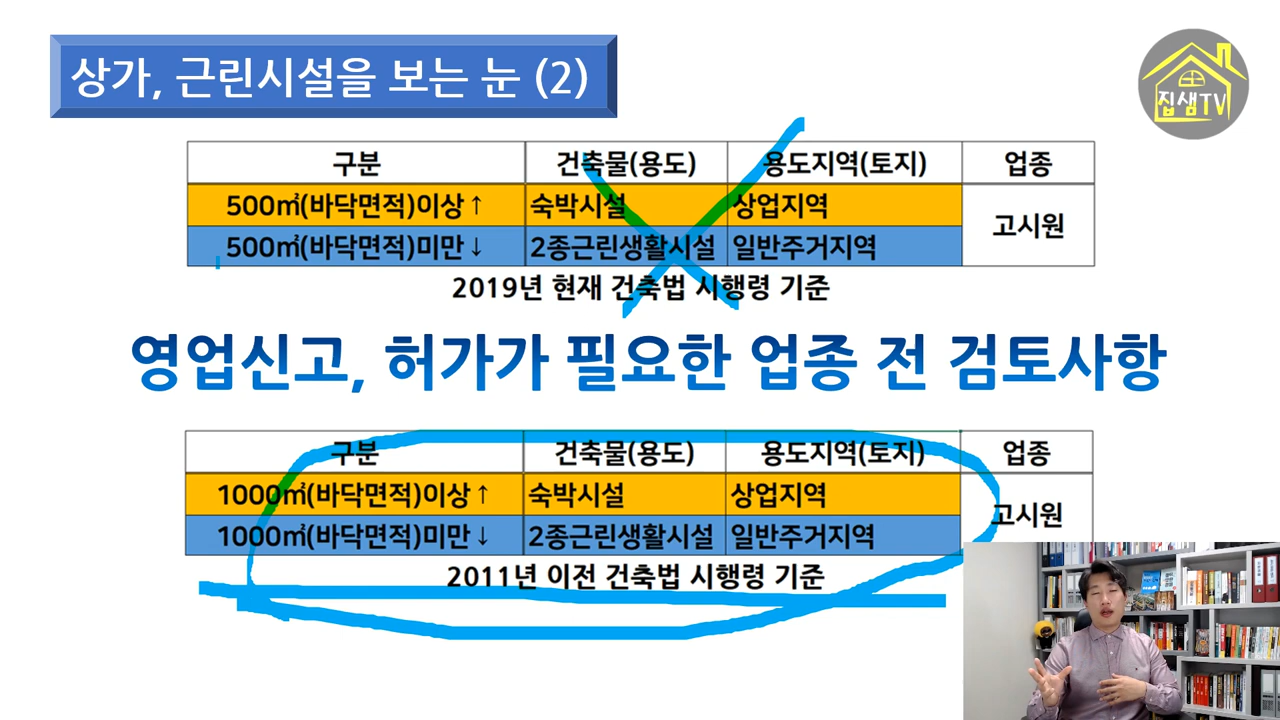 상가, 근린시설을 보는 눈 (2)
집샘TV
구분 건축물(용도) 용도지역(토지) 업종
500㎡(바닥면적)이상↑ 숙박시설 상업지역 고시원
500㎡(바닥면적)미만↓ 2종근린생활시설 일반주거지역
2019년 현재 건축법 시행령 기준
영업신고, 허가가 필요한 업종 전 검토사항
구분 건축물(용도) 용도지역(토지) 업종
1000㎡(바닥면적)이상↑ 숙박시설 상업지역 고시원
1000㎡(바닥면적)미만↓ 2종근린생활시설 일반주거지역
2011년 이전 건축법 시행령 기준